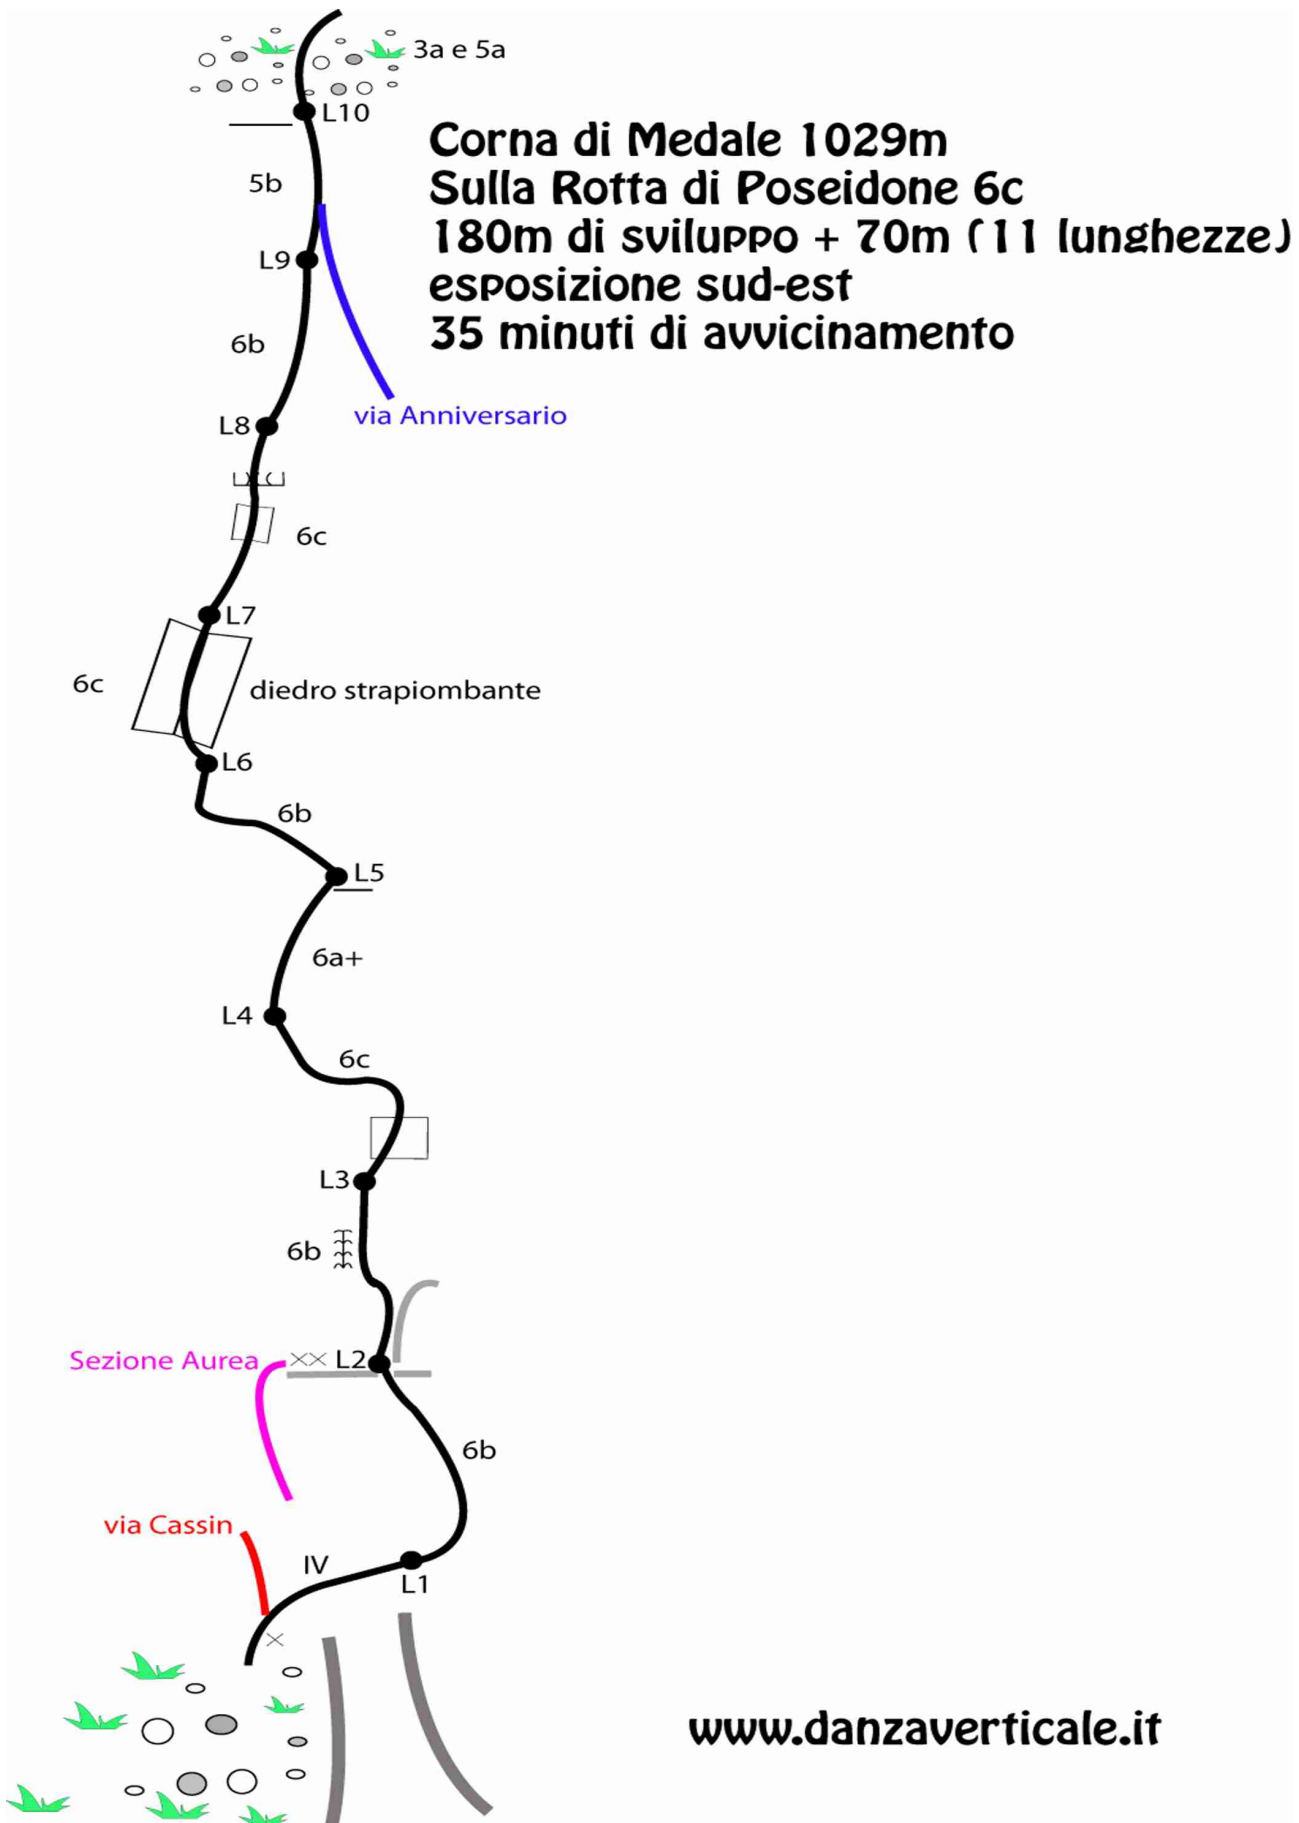 3a e 5a
L10
Corna di Medale 1029m
Sulla Rotta di Poseidone 6c
180m di sviluppo + 70m (11 lunghezze)
esposizione sud-est
35 minuti di avvicinamento
5b
L9
6b
via Anniversario
L8
6c
L7
6c
diedro strapiombante
L6
6b
L5
6a+
L4
6c
L3
6b
Sezione Aurea
L2
6b
via Cassin
IV
L1
www.danzaverticale.it